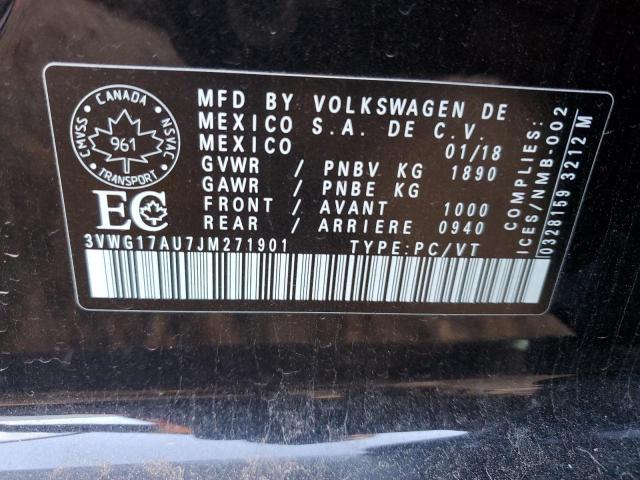 CANADA
CMVSS
NSVAC
961
TRANSPORT
EC
MFD BY VOLKSWAGEN DE
MEXICO S.A. DE C.V.
MEXICO 01/18
GVWR / PNBV KG 1890
GAWR / PNBE KG
FRONT / AVANT 1000
REAR / ARRIERE 0940
3VWG17AU7JM271901 TYPE:PC/VT
COMPLIES:
ICES/NMB-002
0328159 3212 M